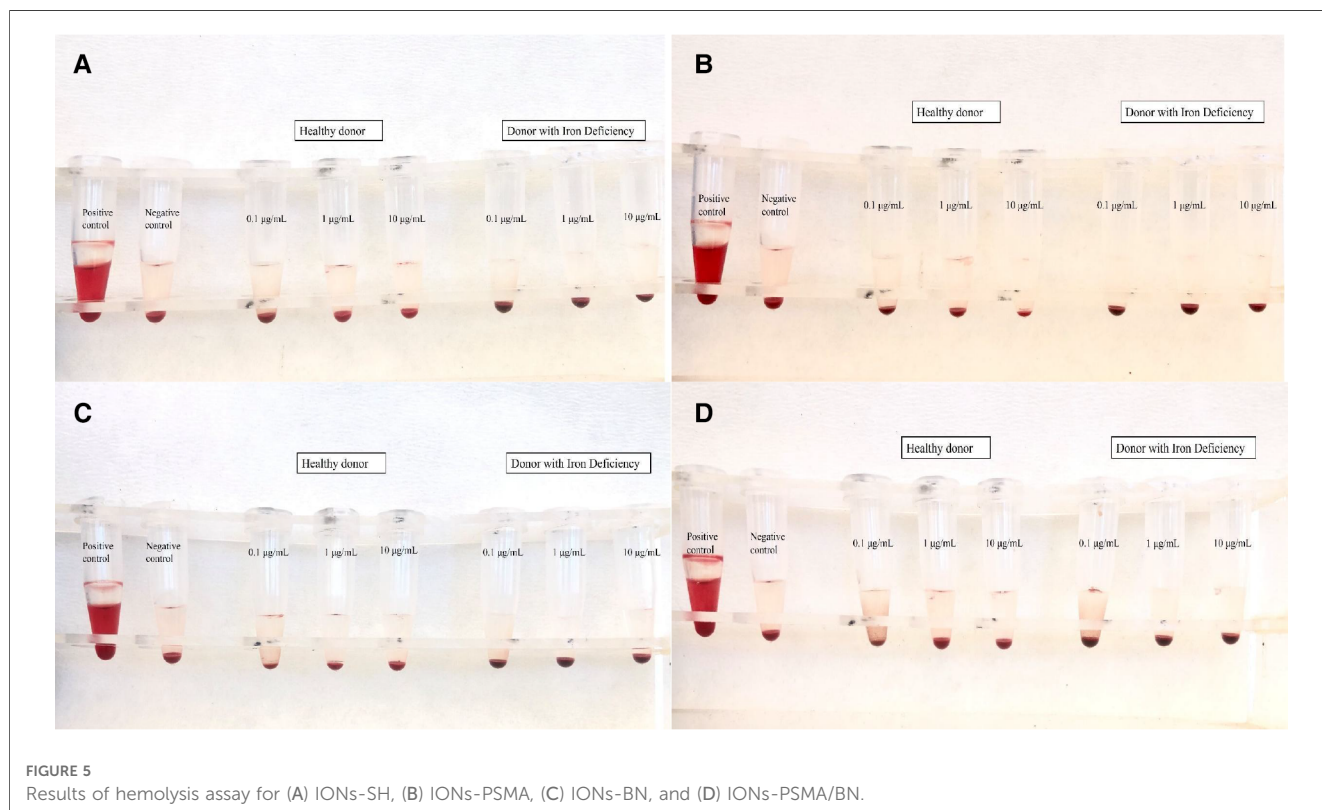 A
Healthy donor
Donor with Iron Deficiency
Positive
control
Negative
control
0.1 µg/mL
1 µg/mL
10 µg/mL
0.1 µg/mL
1 µg/mL
10 µg/mL
B
Healthy donor
Donor with Iron Deficiency
Positive
control
Negative
control
0.1 µg/mL
1 µg/mL
10 µg/mL
0.1 µg/mL
1 µg/mL
10 µg/mL
C
Healthy donor
Donor with Iron Deficiency
Positive
control
Negative
control
0.1 µg/mL
1 µg/mL
10 µg/mL
0.1 µg/mL
1 µg/mL
10 µg/mL
D
Healthy donor
Donor with Iron Deficiency
Positive
control
Negative
control
0.1 µg/mL
1 µg/mL
10 µg/mL
0.1 µg/mL
1 µg/mL
10 µg/mL
FIGURE 5
Results of hemolysis assay for (A) IONs-SH, (B) IONs-PSMA, (C) IONs-BN, and (D) IONs-PSMA/BN.